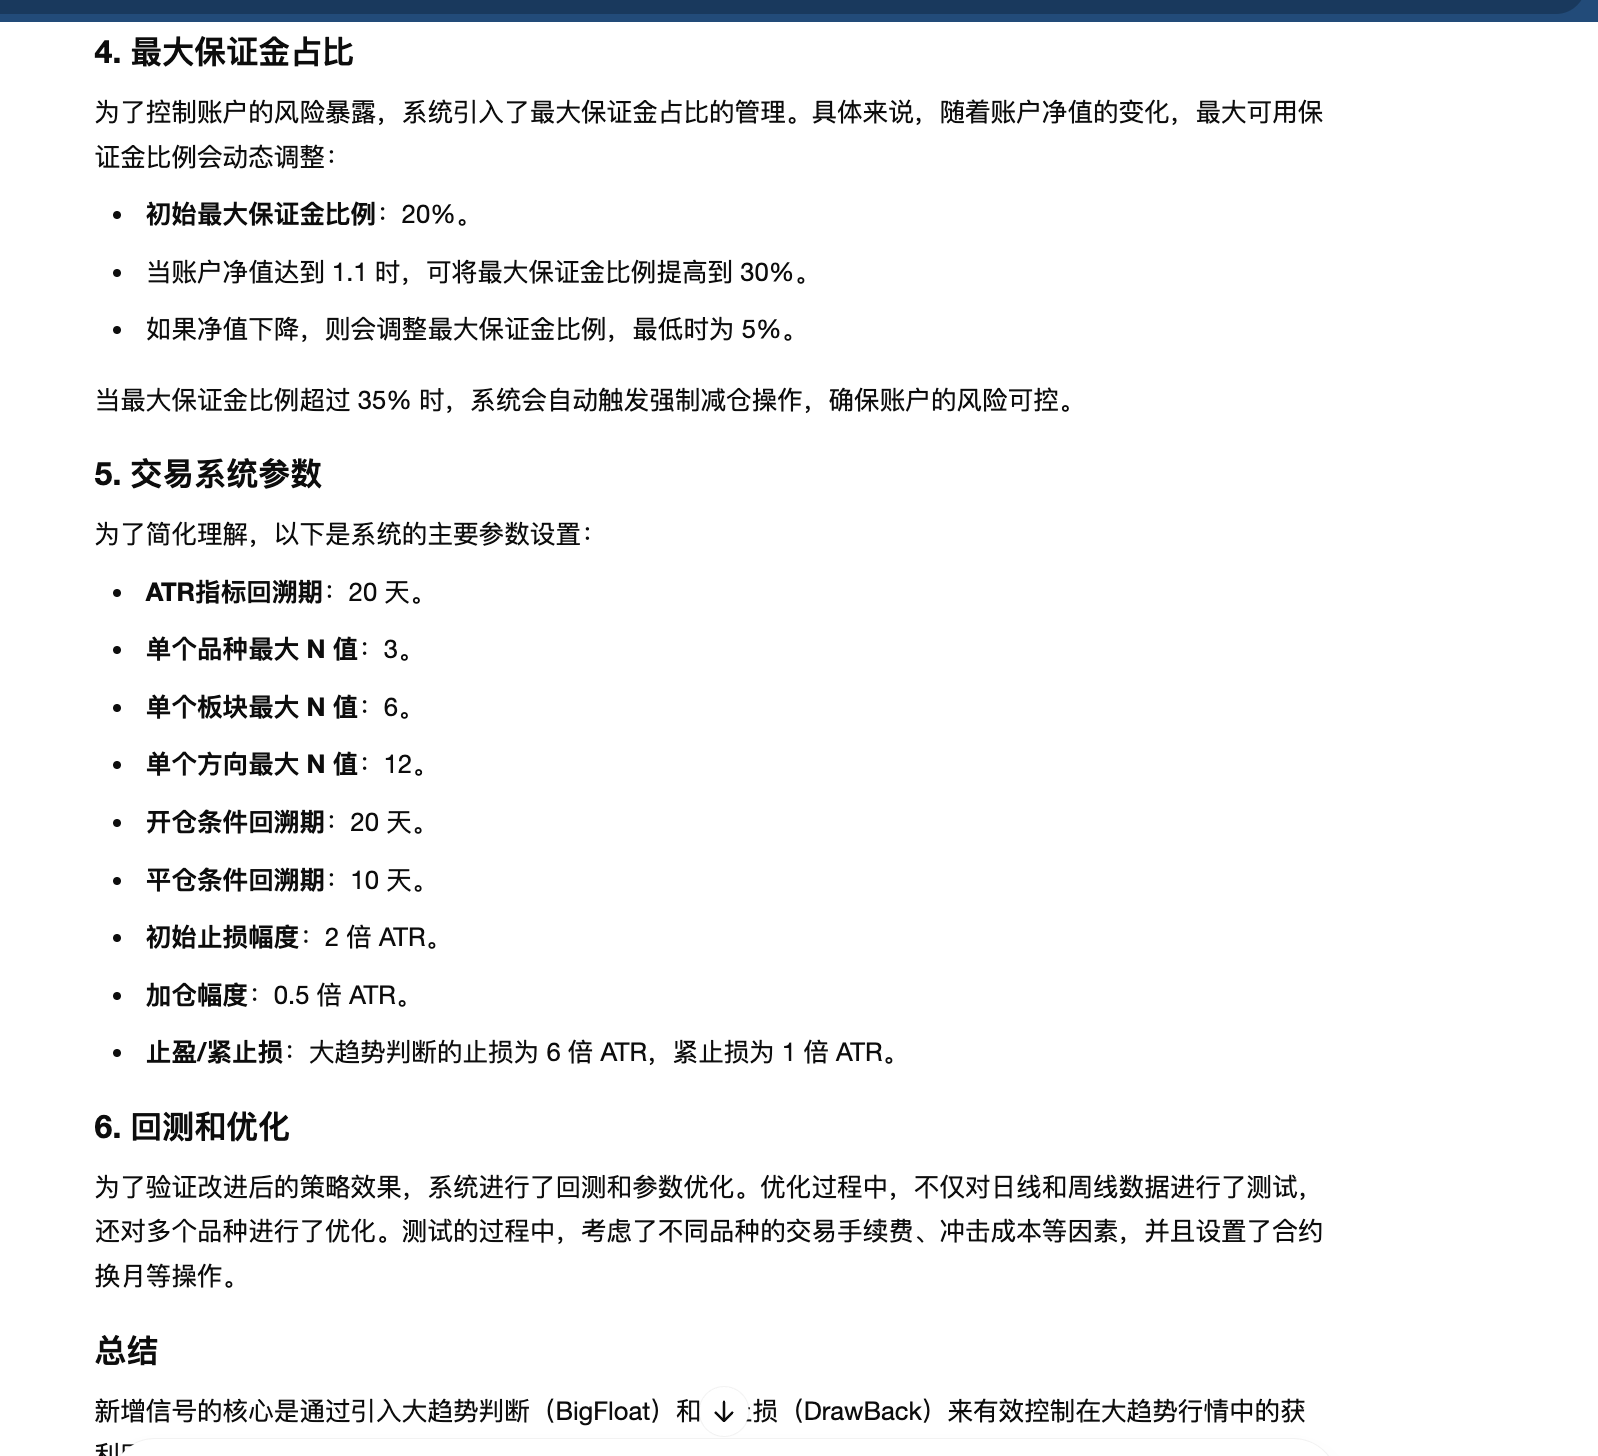 4. 最大保证金占比
为了控制账户的风险暴露，系统引入了最大保证金占比的管理。具体来说，随着账户净值的变化，最大可用保
证金比例会动态调整：
• 初始最大保证金比例：20%。
• 当账户净值达到 1.1 时，可将最大保证金比例提高到 30%。
• 如果净值下降，则会调整最大保证金比例，最低时为 5%。
当最大保证金比例超过 35% 时，系统会自动触发强制减仓操作，确保账户的风险可控。
5. 交易系统参数
为了简化理解，以下是系统的主要参数设置：
• ATR指标回溯期：20 天。
• 单个品种最大 N 值：3。
• 单个板块最大 N 值：6。
• 单个方向最大 N 值：12。
• 开仓条件回溯期：20 天。
• 平仓条件回溯期：10 天。
• 初始止损幅度：2 倍 ATR。
• 加仓幅度：0.5 倍 ATR。
• 止盈/紧止损：大趋势判断的止损为 6 倍 ATR，紧止损为 1 倍 ATR。
6. 回测和优化
为了验证改进后的策略效果，系统进行了回测和参数优化。优化过程中，不仅对日线和周线数据进行了测试，
还对多个品种进行了优化。测试的过程中，考虑了不同品种的交易手续费、冲击成本等因素，并且设置了合约
换月等操作。
总结
新增信号的核心是通过引入大趋势判断（BigFloat）和 损（DrawBack）来有效控制在大趋势行情中的获
利